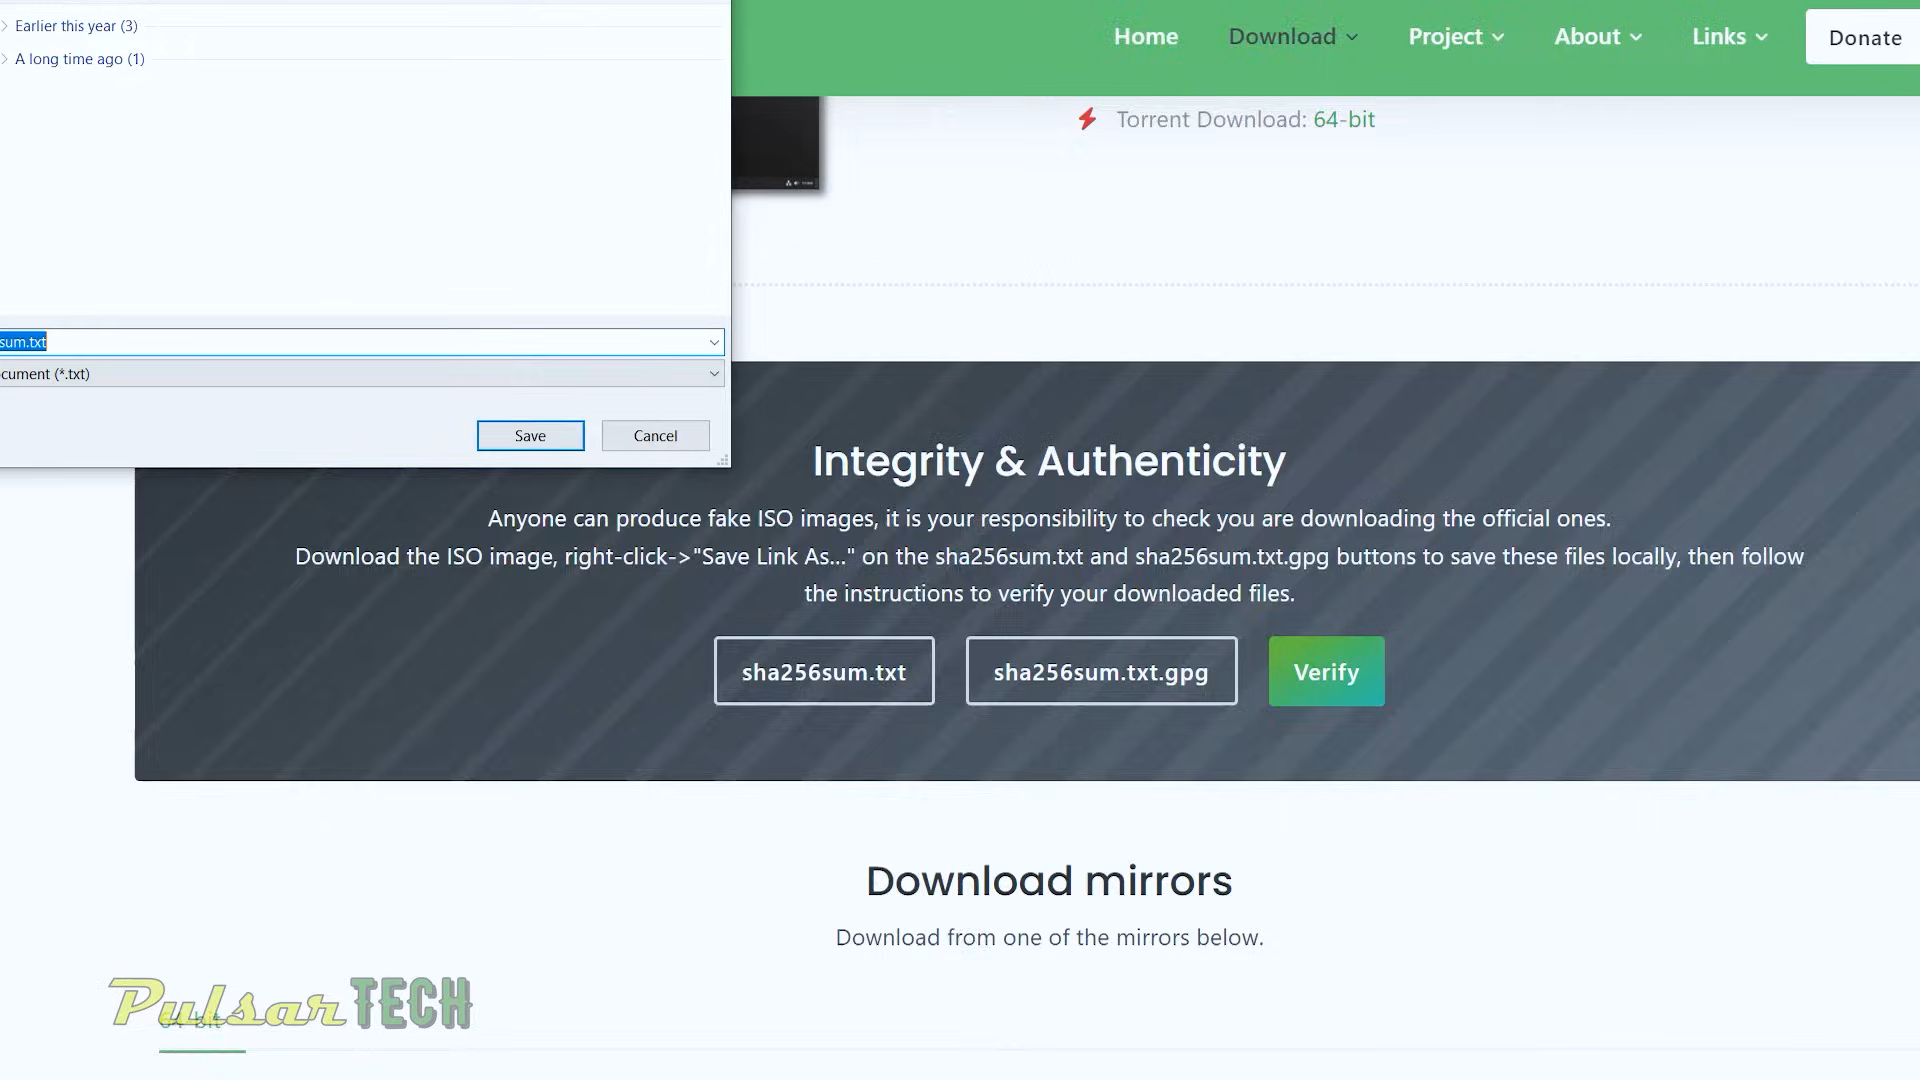 Earlier this year (3)
A long time ago (1)
sum.txt
cument (*.txt)
Save Cancel
Home Download Project About Links Donate
Torrent Download: 64-bit
Integrity & Authenticity
Anyone can produce fake ISO images, it is your responsibility to check you are downloading the official ones.
Download the ISO image, right-click->"Save Link As..." on the sha256sum.txt and sha256sum.txt.gpg buttons to save these files locally, then follow
the instructions to verify your downloaded files.
sha256sum.txt sha256sum.txt.gpg Verify
Download mirrors
Download from one of the mirrors below.
PulsarTECH
64-bit